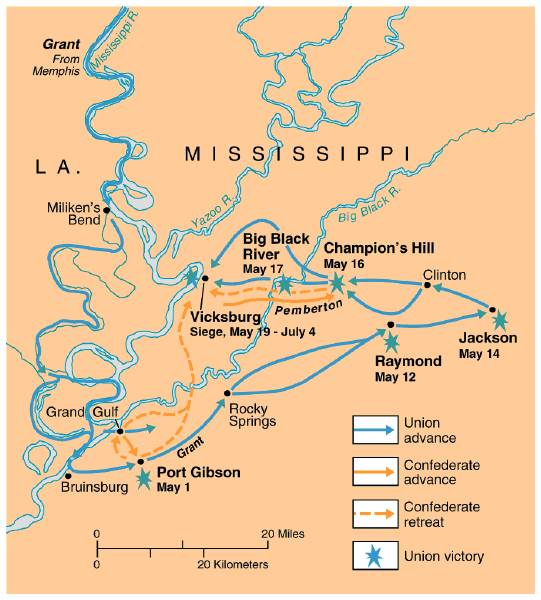 Grant
From
Memphis
Mississippi R.
LA.
MISSISSIPPI
Yazoo R.
Big Black R.
Miliken's
Bend
Big Black
River
May 17
Champion's Hill
May 16
Clinton
Vicksburg
Siege, May 19 - July 4
Pemberton
Jackson
May 14
Raymond
May 12
Grand Gulf
Rocky
Springs
Grant
Port Gibson
May 1
Bruinsburg
Union
advance
Confederate
advance
Confederate
retreat
Union victory
0 20 Miles
0 20 Kilometers